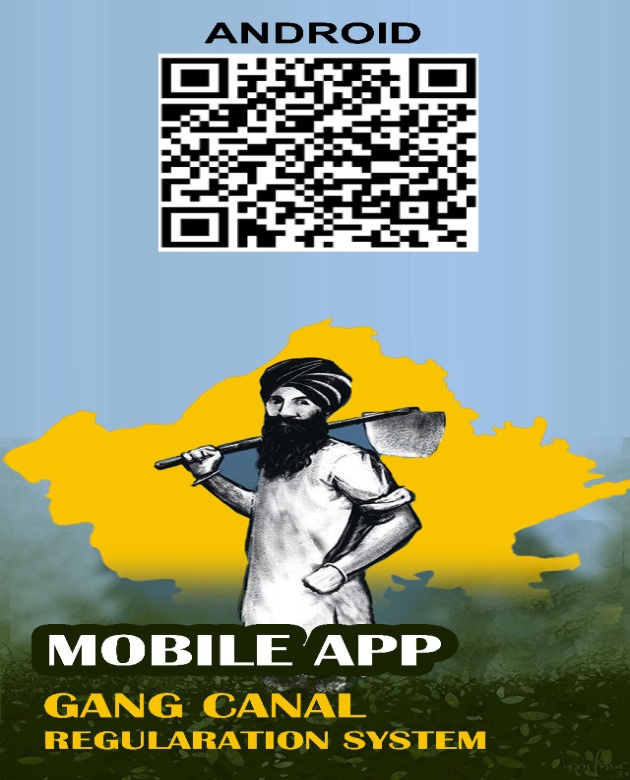 ANDROID
MOBILE APP
GANG CANAL
REGULARATION SYSTEM